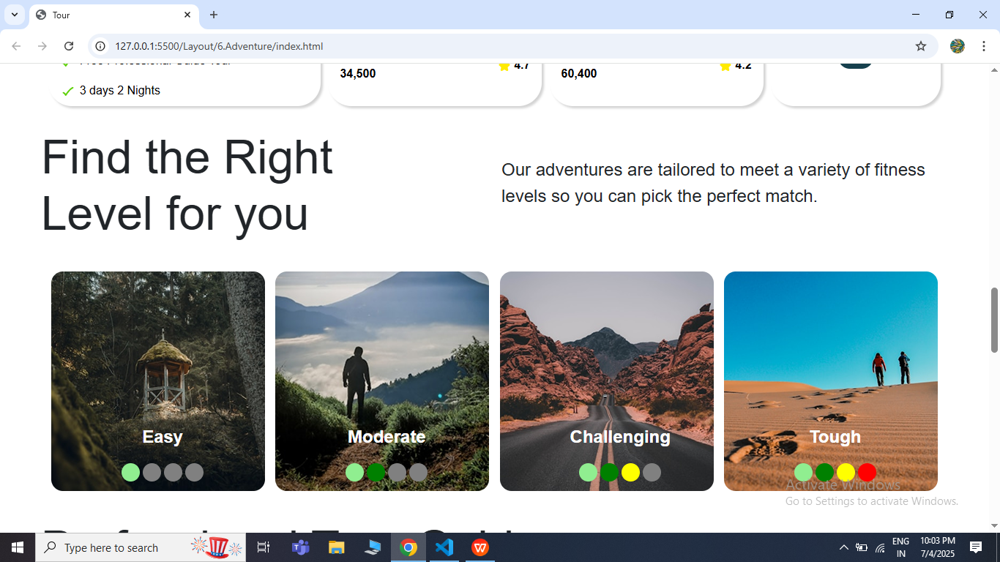 Tour
127.0.0.1:5500/Layout/6.Adventure/index.html
3 days 2 Nights
34,500
4.7
60,400
4.2
Find the Right
Level for you
Our adventures are tailored to meet a variety of fitness
levels so you can pick the perfect match.
Easy
Moderate
Challenging
Tough
Activate Windows
Go to Settings to activate Windows.
Type here to search
ENG
IN
10:03 PM
7/4/2025